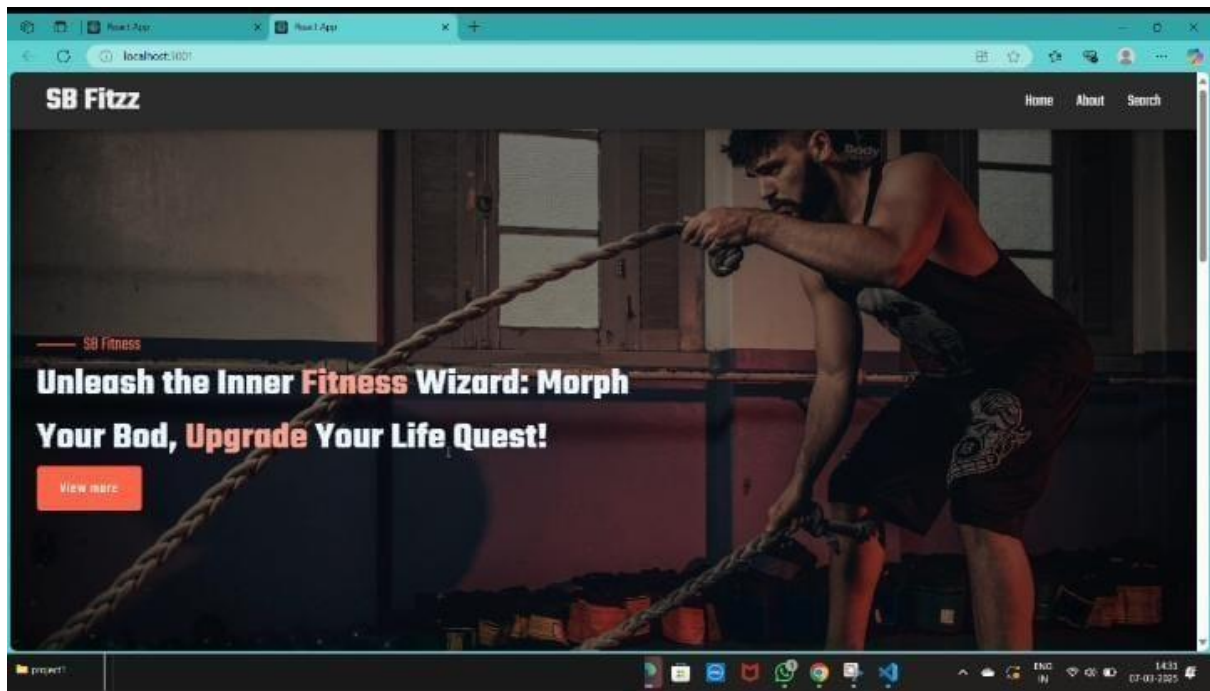 React App
React App
localhost:3001
SB Fitzz
Home About Search
Body
SB Fitness
Unleash the Inner Fitness Wizard: Morph
Your Bod, Upgrade Your Life Quest!
View more
project1
ENG
IN
14:31
07-03-2025